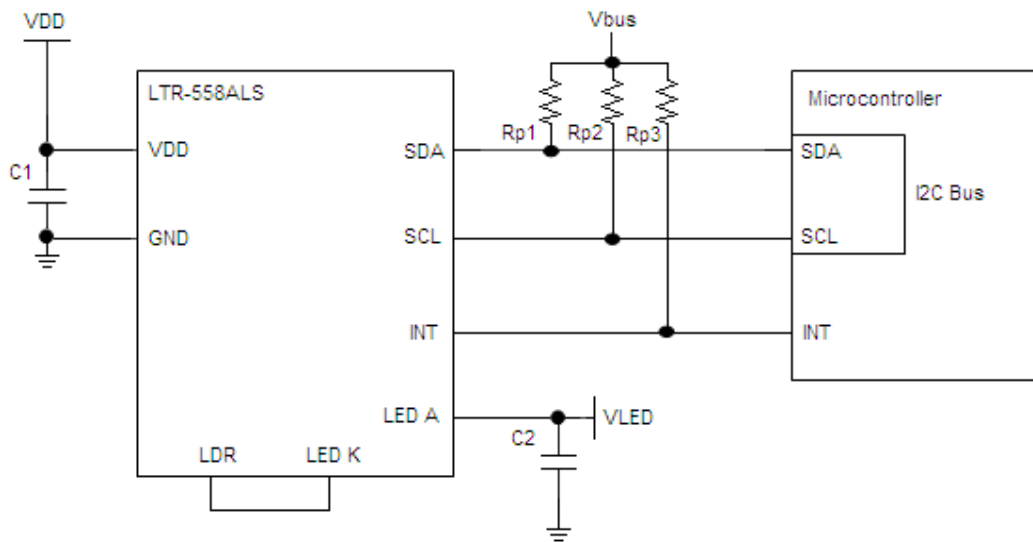 VDD
Vbus
LTR-558ALS
Microcontroller
Rp1
Rp2
Rp3
VDD
SDA
SDA
C1
I2C Bus
GND
SCL
SCL
INT
INT
LED A
VLED
C2
LDR
LED K